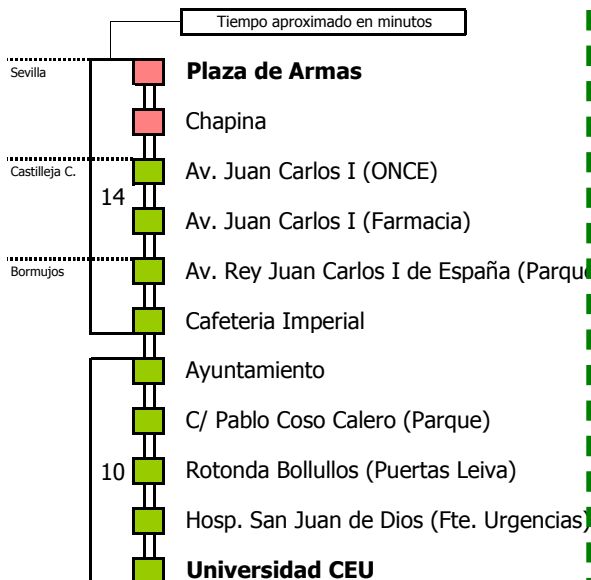 Tiempo aproximado en minutos
Sevilla
Plaza de Armas
Chapina
Castilleja C.
Av. Juan Carlos I (ONCE)
14
Av. Juan Carlos I (Farmacia)
Bormujos
Av. Rey Juan Carlos I de España (Parque
Cafeteria Imperial
Ayuntamiento
C/ Pablo Coso Calero (Parque)
10
Rotonda Bollullos (Puertas Leiva)
Hosp. San Juan de Dios (Fte. Urgencias)
Universidad CEU